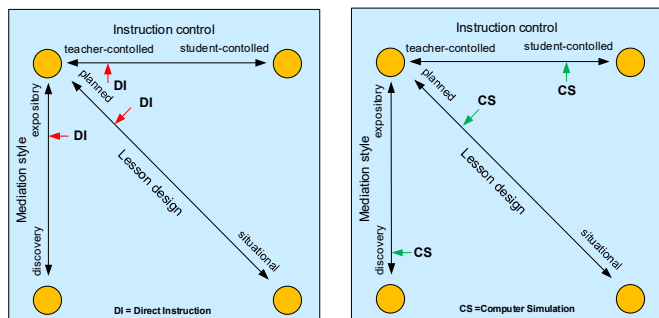 Instruction control
teacher-contolled
student-contolled
planned
DI
DI
expository
DI
Mediation style
Lesson design
discovery
situational
DI = Direct Instruction
Instruction control
teacher-contolled
student-contolled
planned
CS
CS
expository
Mediation style
Lesson design
discovery
CS
situational
CS =Computer Simulation